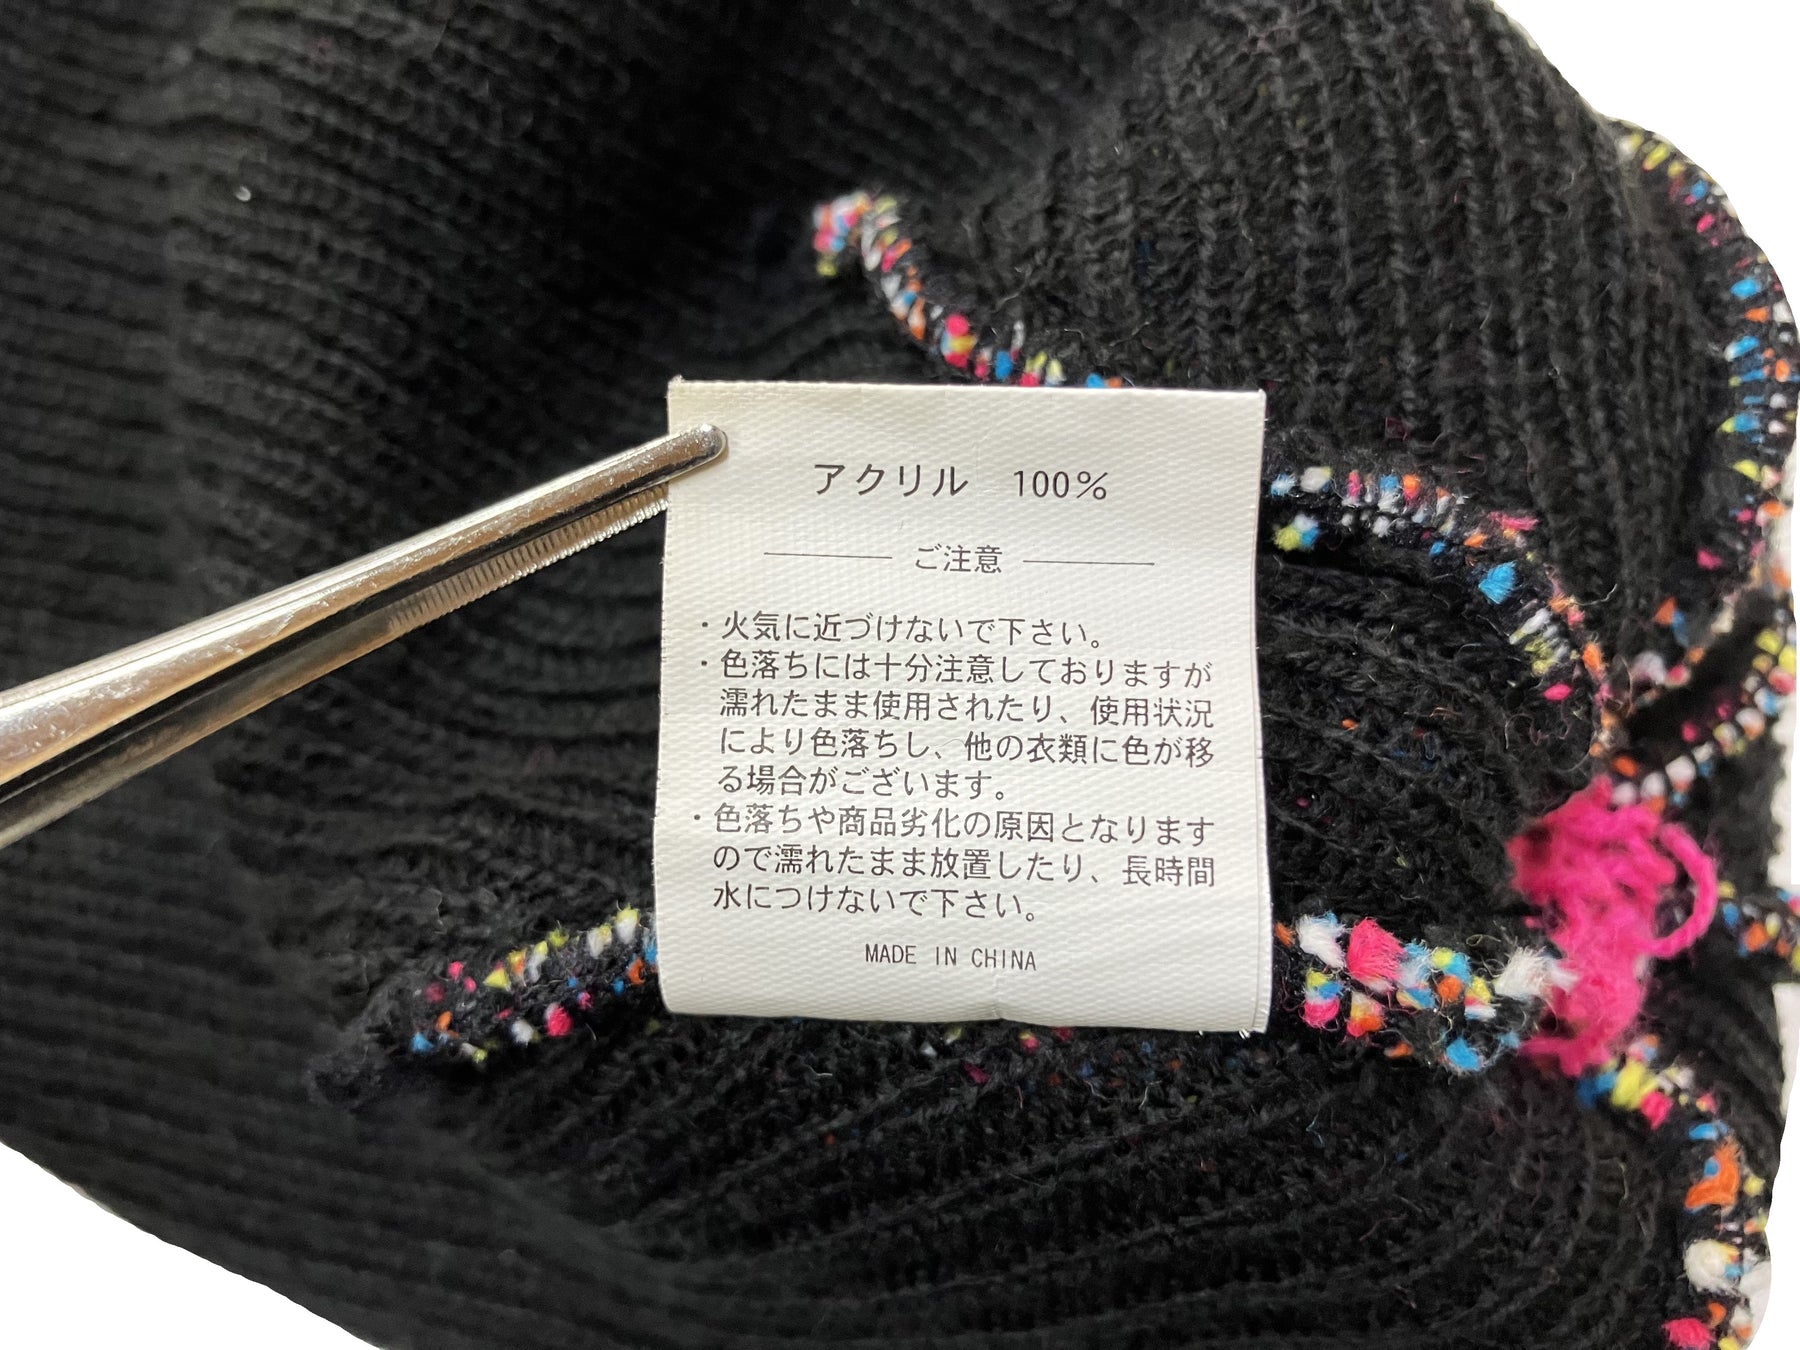 アクリル 100%
ご注意
・火気に近づけないで下さい。
・色落ちには十分注意しておりますが
濡れたまま使用されたり、使用状況
により色落ちし、他の衣類に色が移
る場合がございます。
・色落ちや商品劣化の原因となります
ので濡れたまま放置したり、長時間
水につけないで下さい。
MADE IN CHINA